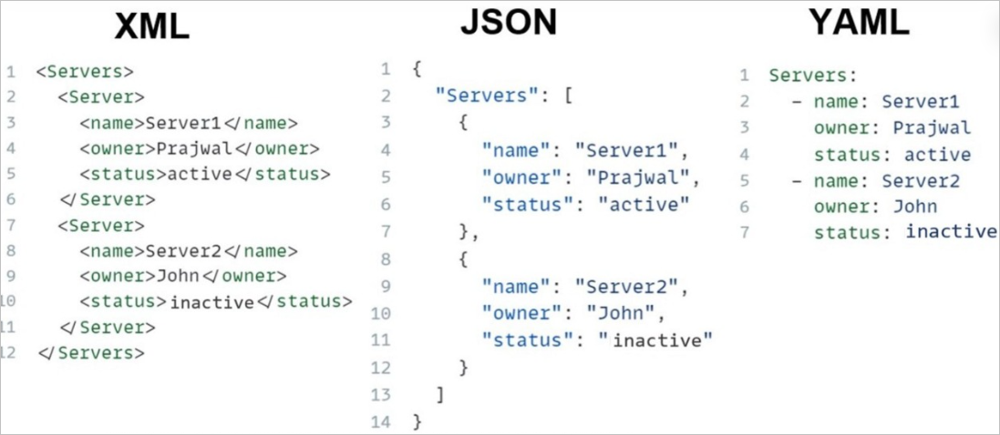 XML
1 <Servers>
2   <Server>
3     <name>Server1</name>
4     <owner>Prajwal</owner>
5     <status>active</status>
6   </Server>
7   <Server>
8     <name>Server2</name>
9     <owner>John</owner>
10     <status>inactive</status>
11   </Server>
12 </Servers>
JSON
1 {
2   "Servers": [
3     {
4       "name": "Server1",
5       "owner": "Prajwal",
6       "status": "active"
7     },
8     {
9       "name": "Server2",
10       "owner": "John",
11       "status": "inactive"
12     }
13   ]
14 }
YAML
1 Servers:
2   - name: Server1
3     owner: Prajwal
4     status: active
5   - name: Server2
6     owner: John
7     status: inactive